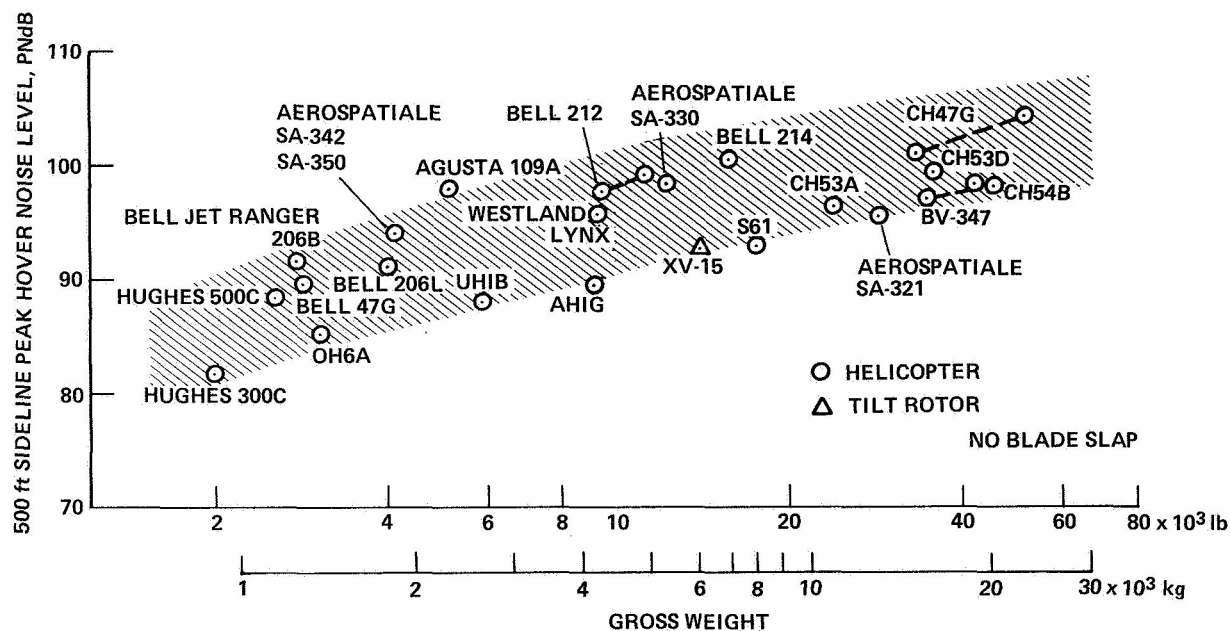 500 ft SIDELINE PEAK HOVER NOISE LEVEL, PNdB
110
100
90
80
70
AEROSPATIALE
SA-342
SA-350
BELL JET RANGER
206B
HUGHES 500C
BELL 47G
OH6A
HUGHES 300C
AGUSTA 109A
BELL 206L
UHIB
BELL 212
WESTLAND
LYNX
AHIG
AEROSPATIALE
SA-330
BELL 214
XV-15
S61
CH53A
AEROSPATIALE
SA-321
CH47G
CH53D
CH54B
BV-347
HELICOPTER
TILT ROTOR
NO BLADE SLAP
2 4 6 8 10 20 40 60 80 x 10³ lb
1 2 4 6 8 10 20 30 x 10³ kg
GROSS WEIGHT